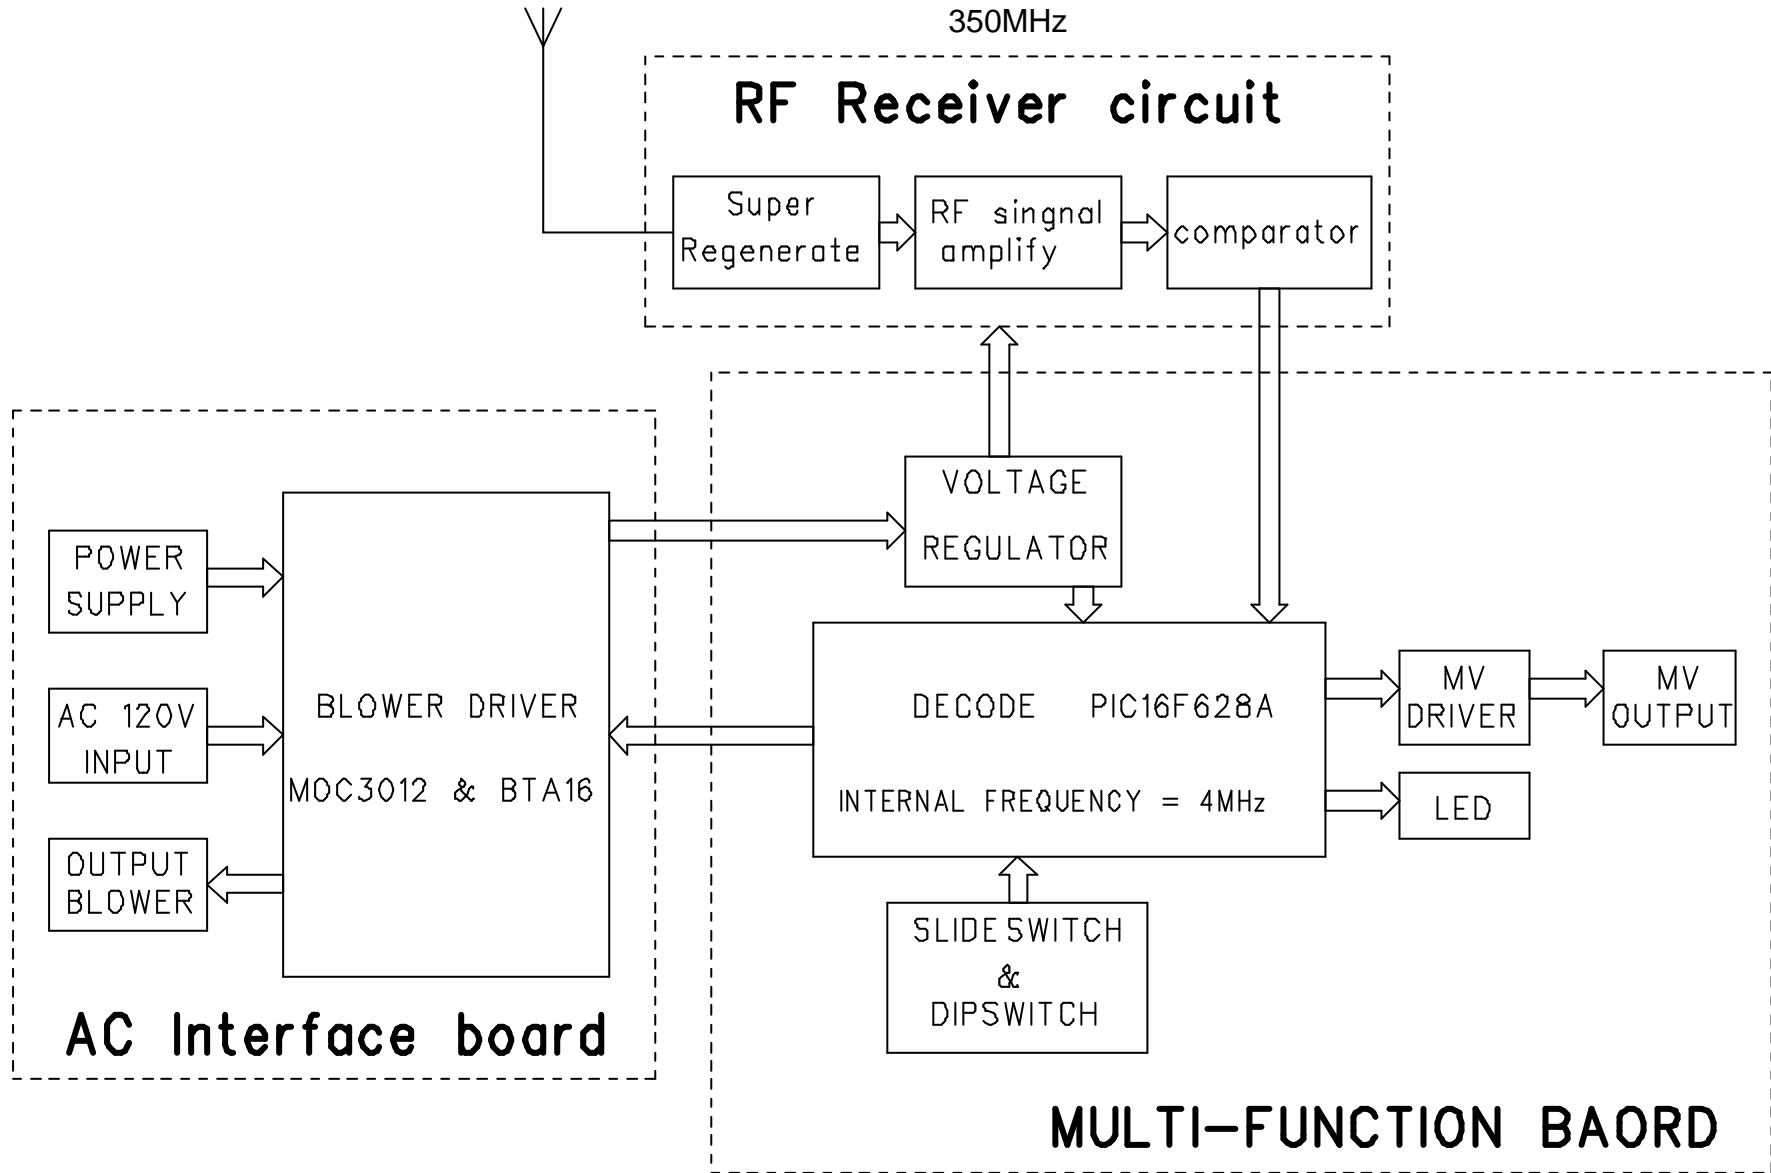 350MHz
RF Receiver circuit
Super
Regenerate
RF singnal
amplify
comparator
VOLTAGE
REGULATOR
POWER
SUPPLY
AC 120V
INPUT
OUTPUT
BLOWER
BLOWER DRIVER
MOC3012 & BTA16
AC Interface board
DECODE PIC16F628A
INTERNAL FREQUENCY = 4MHz
MV
DRIVER
MV
OUTPUT
LED
SLIDE SWITCH
&
DIPSWITCH
MULTI-FUNCTION BAORD